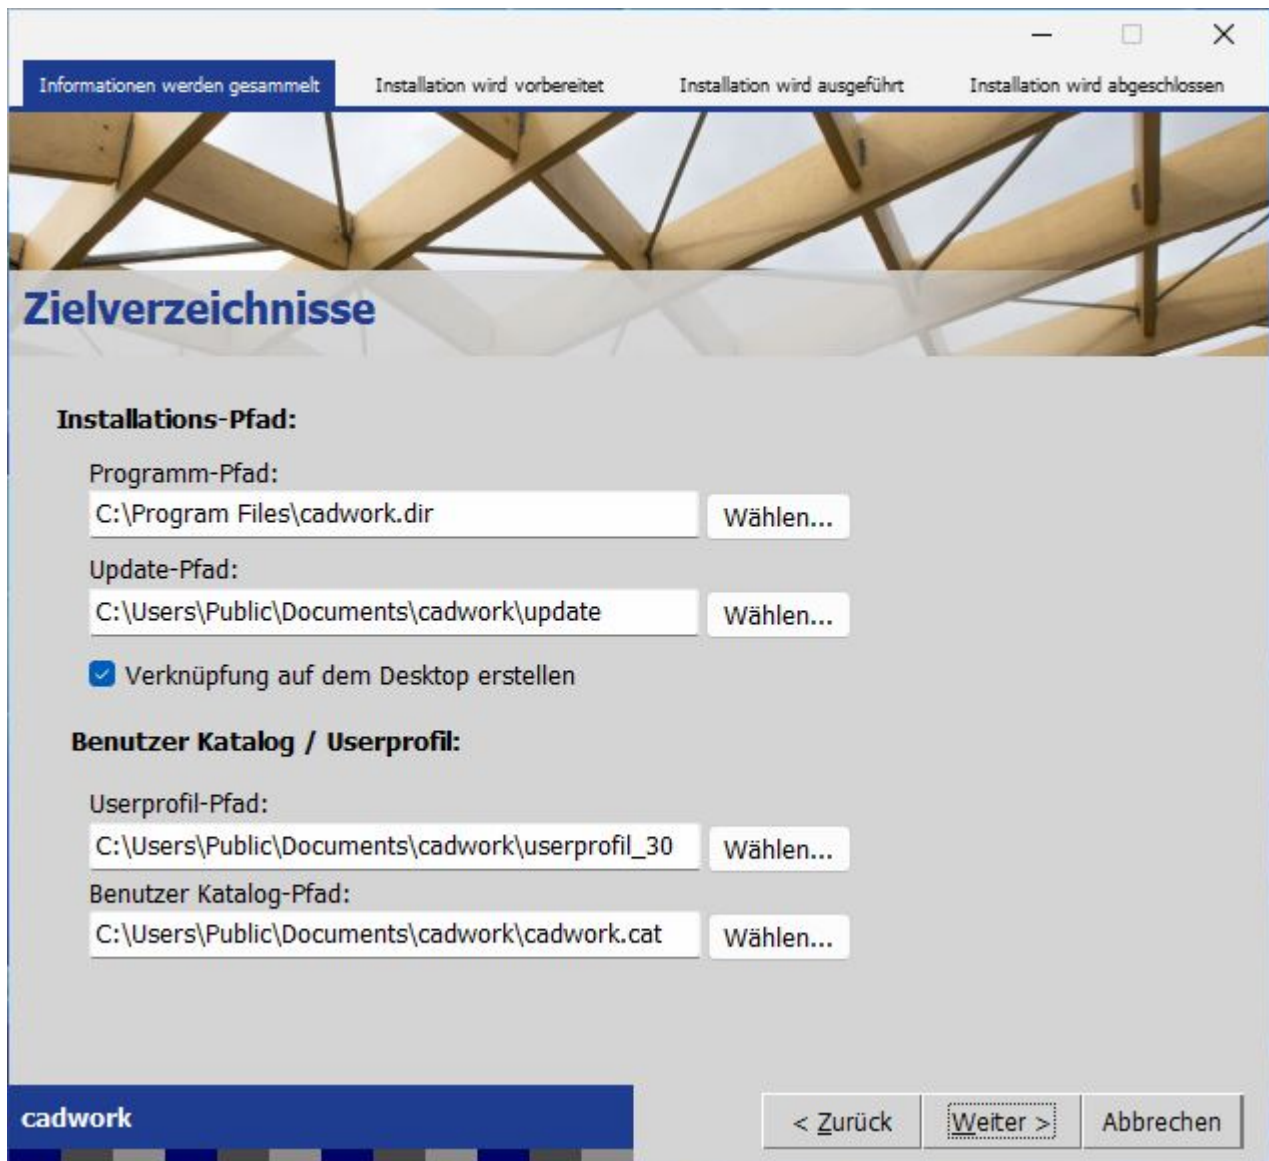 Informationen werden gesammelt Installation wird vorbereitet Installation wird ausgeführt Installation wird abgeschlossen
Zielverzeichnisse
Installations-Pfad:
Programm-Pfad:
C:\Program Files\cadwork.dir Wählen...
Update-Pfad:
C:\Users\Public\Documents\cadwork\update Wählen...
Verknüpfung auf dem Desktop erstellen
Benutzer Katalog / Userprofil:
Userprofil-Pfad:
C:\Users\Public\Documents\cadwork\userprofil_30 Wählen...
Benutzer Katalog-Pfad:
C:\Users\Public\Documents\cadwork\cadwork.cat Wählen...
cadwork < Zurück Weiter > Abbrechen